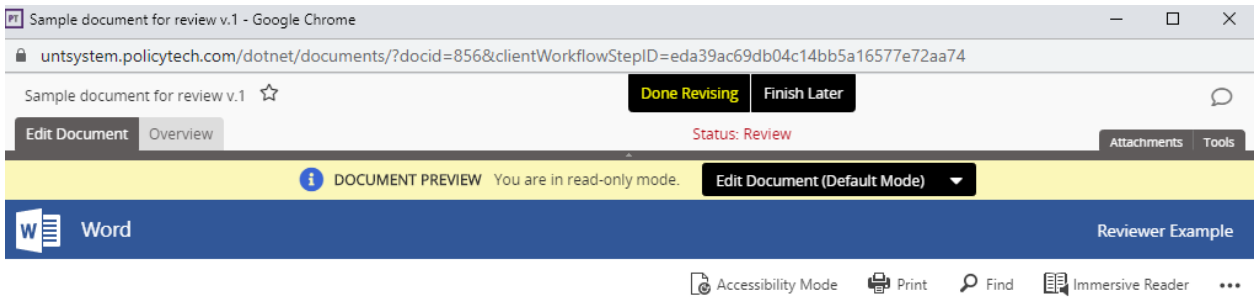 PT Sample document for review v.1 - Google Chrome
untsystem.policytech.com/dotnet/documents/?docid=856&clientWorkflowStepID=eda39ac69db04c14bb5a16577e72aa74
Sample document for review v.1 Done Revising Finish Later
Edit Document Overview Status: Review Attachments Tools
i DOCUMENT PREVIEW You are in read-only mode. Edit Document (Default Mode)
W Word Reviewer Example
Accessibility Mode Print Find Immersive Reader ...